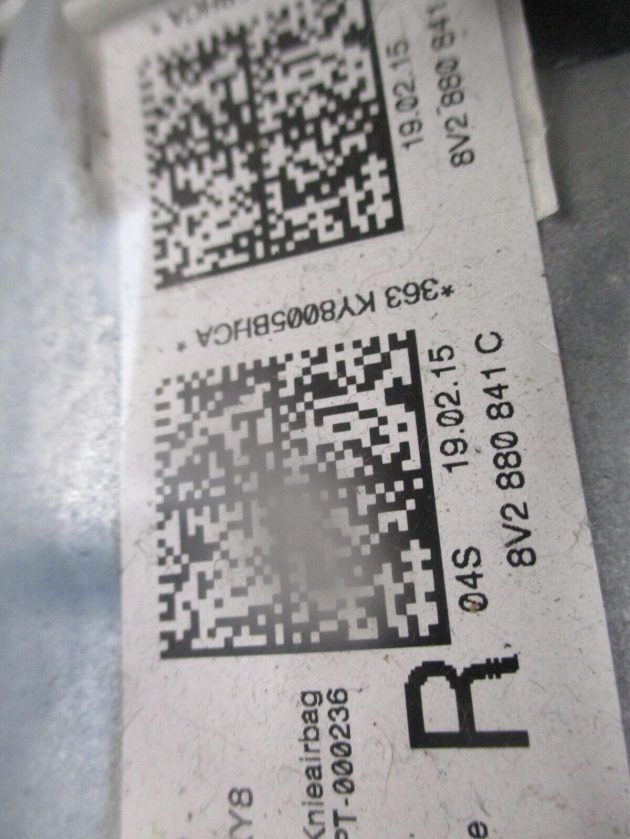 19.02.15
8V2 880 841
*363 KY8005BHCA *
04S 19.02.15
8V2 880 841 C
R
Knieairbag
PT-000236